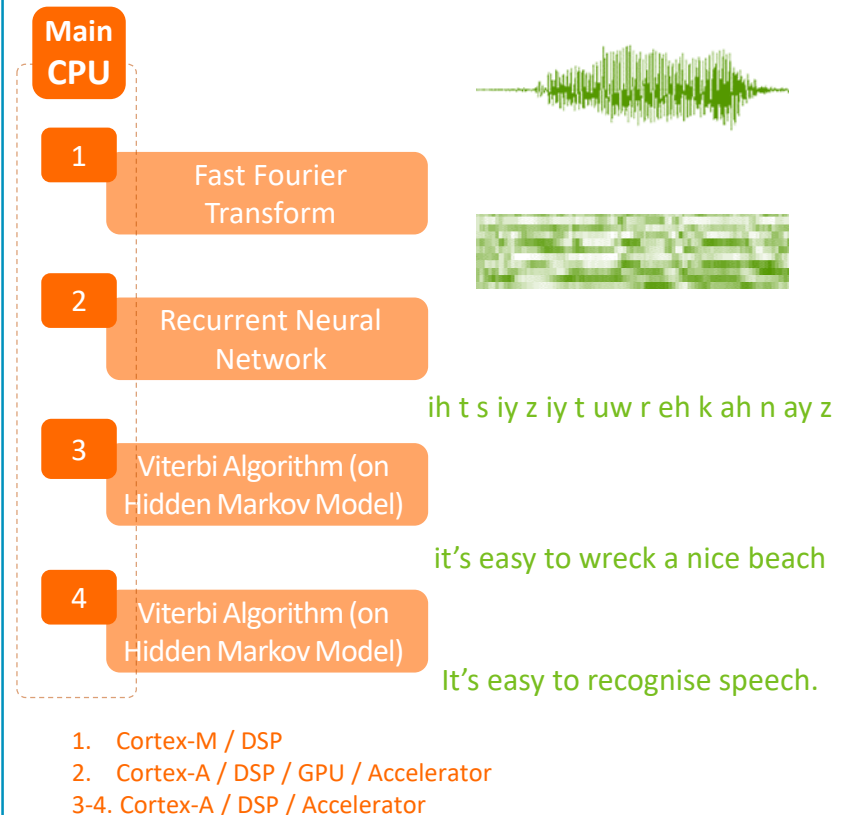 Main
CPU
1
Fast Fourier
Transform
2
Recurrent Neural
Network
ih t s iy z iy t uw r eh k ah n ay z
3
Viterbi Algorithm (on
Hidden Markov Model)
it’s easy to wreck a nice beach
4
Viterbi Algorithm (on
Hidden Markov Model)
It’s easy to recognise speech.
1. Cortex-M / DSP
2. Cortex-A / DSP / GPU / Accelerator
3-4. Cortex-A / DSP / Accelerator